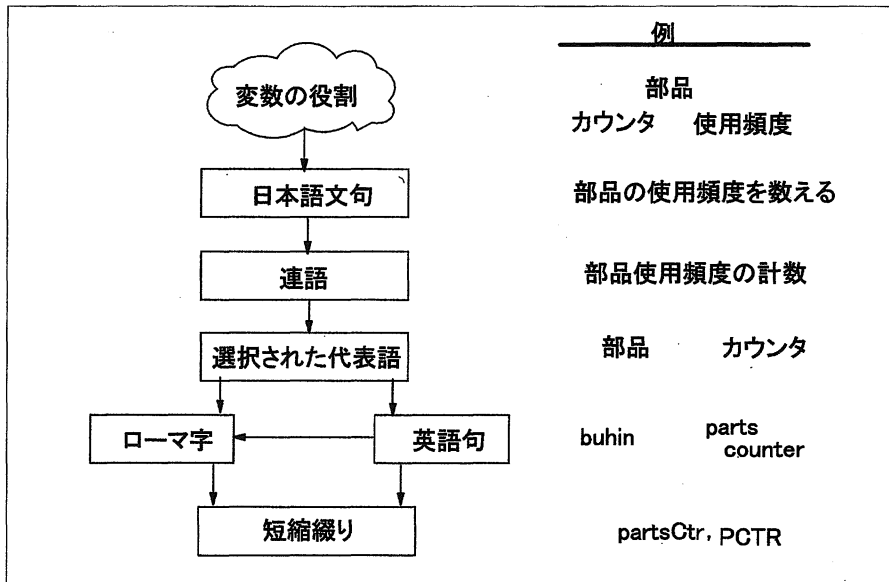 例
変数の役割
部品
カウンタ 使用頻度
日本語文句
部品の使用頻度を数える
連語
部品使用頻度の計数
選択された代表語
部品 カウンタ
ローマ字
英語句
buhin
parts
counter
短縮綴り
partsCtr, PCTR